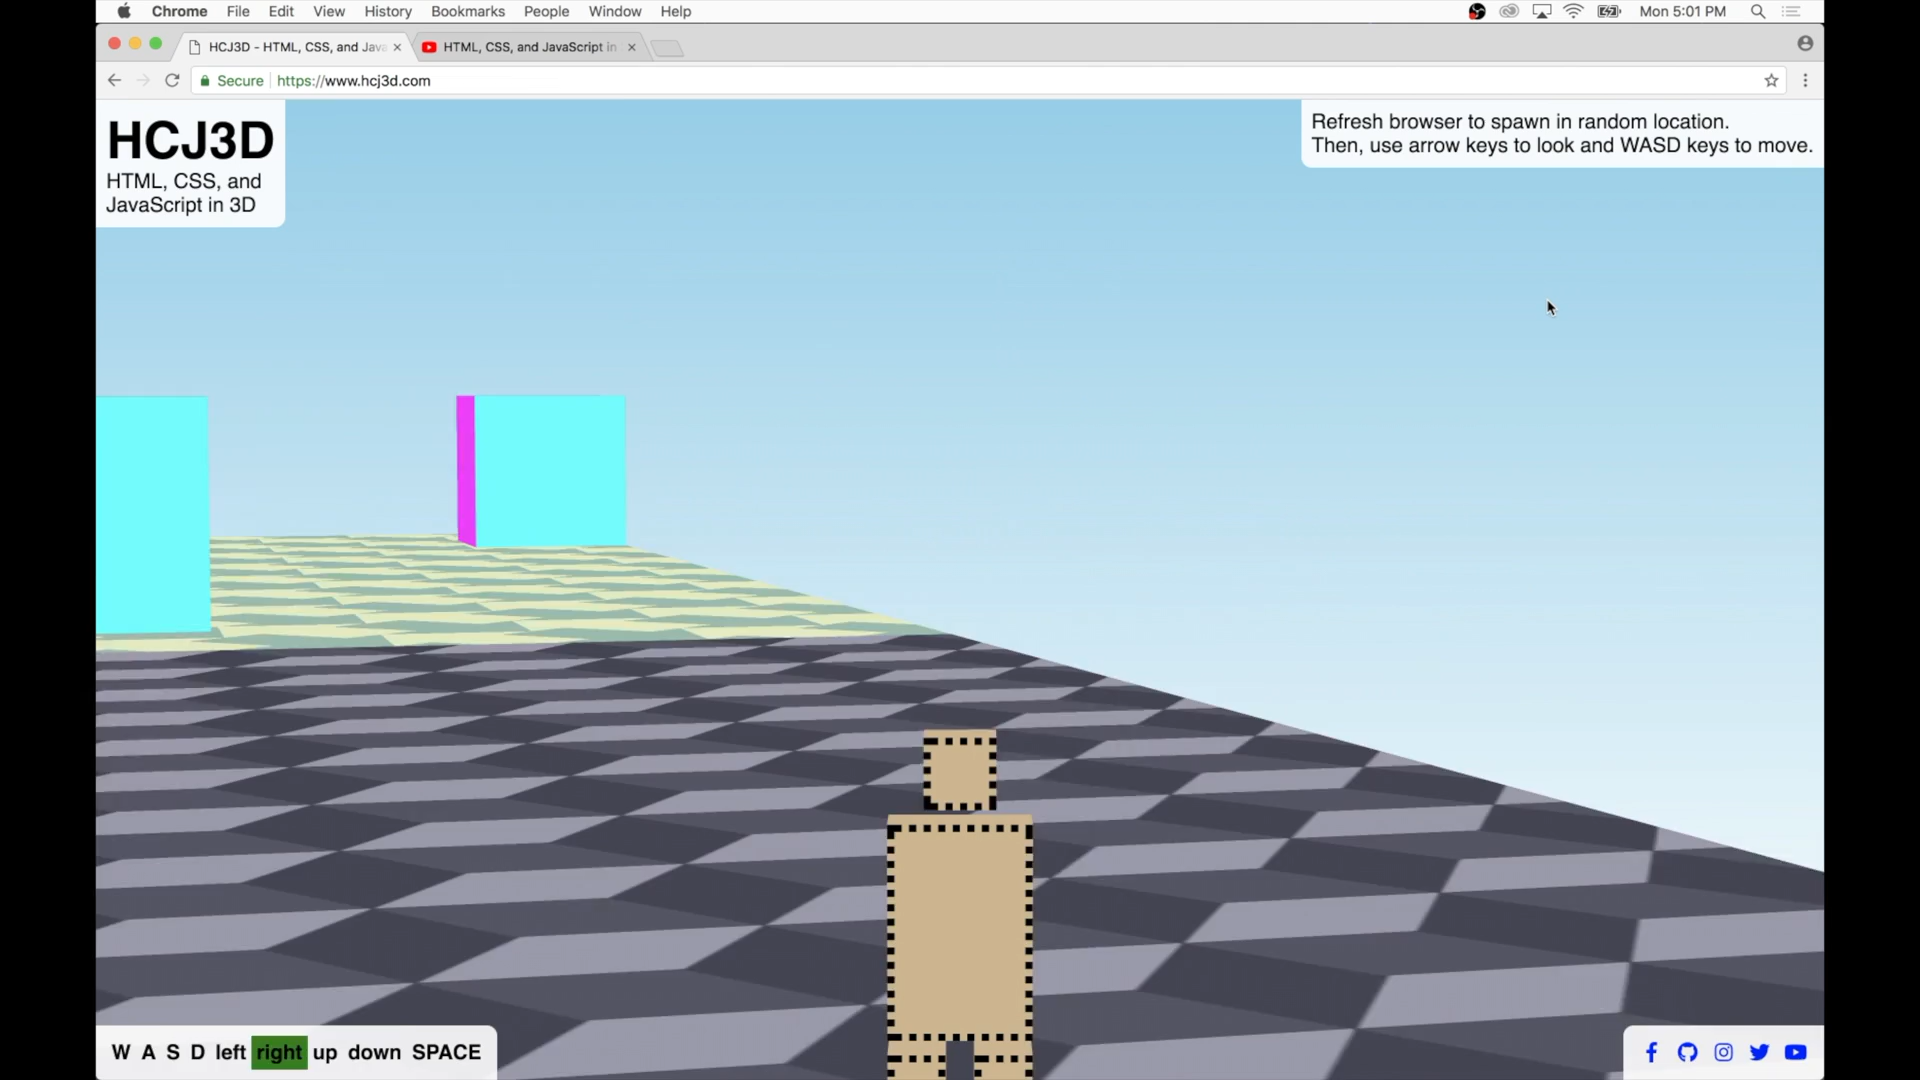 Chrome File Edit View History Bookmarks People Window Help Mon 5:01 PM
HCJ3D - HTML, CSS, and Java HTML, CSS, and JavaScript in
Secure https://www.hcj3d.com
HCJ3D
HTML, CSS, and
JavaScript in 3D
Refresh browser to spawn in random location.
Then, use arrow keys to look and WASD keys to move.
W A S D left right up down SPACE